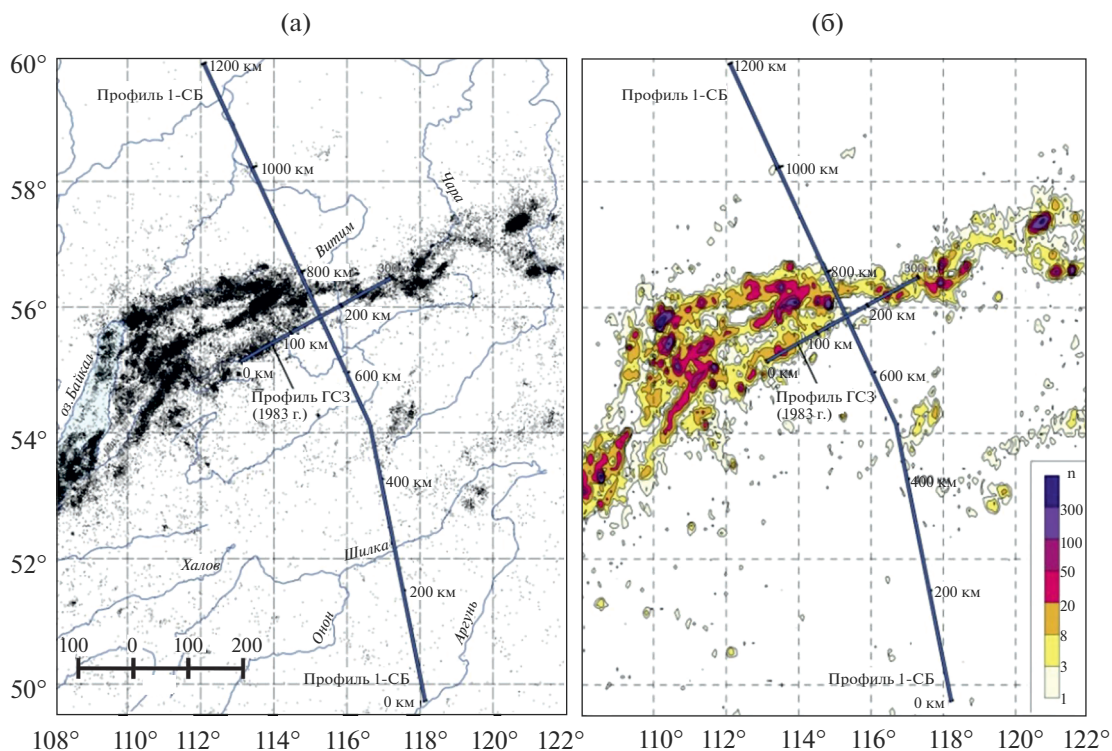 (а)
60°
58°
56°
54°
52°
50°
1200 км
Профиль 1-СБ
1000 км
Чара
Витим
800 км
300 км
200 км
100 км
0 км
600 км
оз. Байкал
Профиль ГСЗ
(1983 г.)
400 км
Шилка
Халов
200 км
Онон
Аргунь
100 0 100 200
Профиль 1-СБ
0 км
108° 110° 112° 114° 116° 118° 120° 122°
(б)
1200 км
Профиль 1-СБ
1000 км
800 км
300 км
200 км
100 км
0 км
600 км
Профиль ГСЗ
(1983 г.)
400 км
200 км
Профиль 1-СБ
0 км
n
300
100
50
20
8
3
1
110° 112° 114° 116° 118° 120° 122°